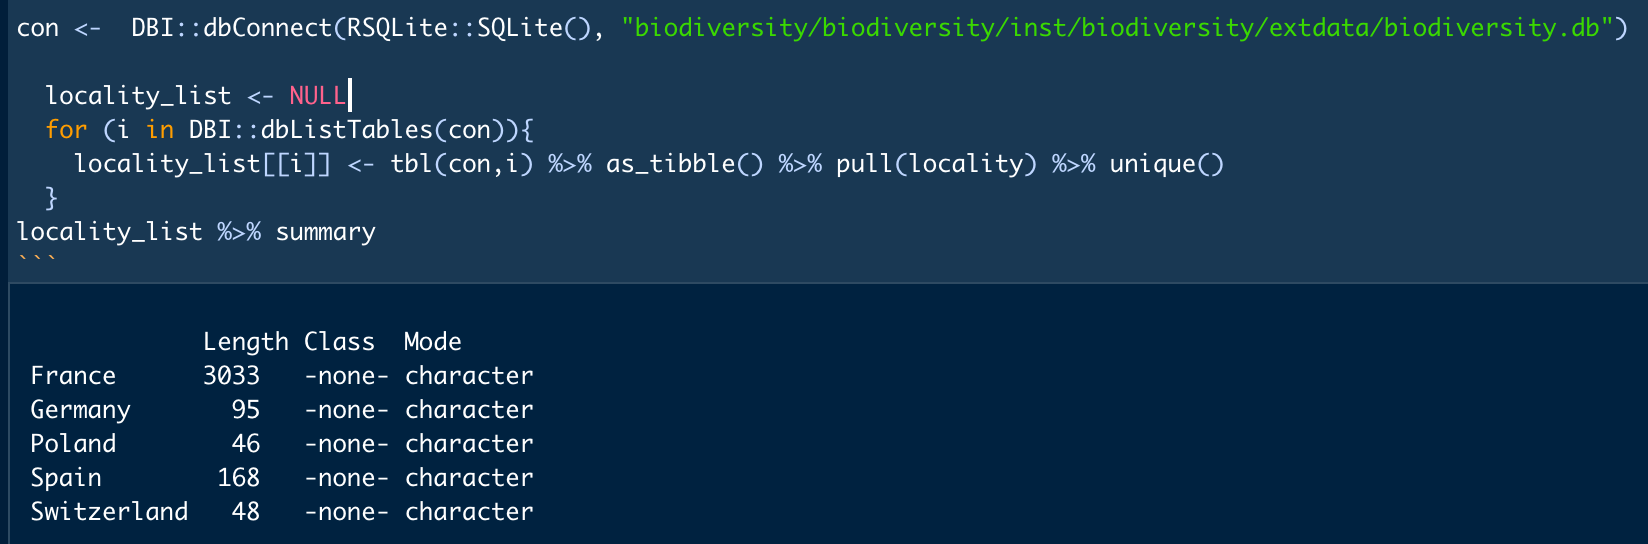 con <-  DBI::dbConnect(RSQLite::SQLite(), "biodiversity/biodiversity/inst/biodiversity/extdata/biodiversity.db")
locality_list <- NULL
for (i in DBI::dbListTables(con)){
locality_list[[i]] <- tbl(con,i) %>% as_tibble() %>% pull(locality) %>% unique()
}
locality_list %>% summary
```
Length Class  Mode
France      3033   -none- character
Germany       95   -none- character
Poland        46   -none- character
Spain        168   -none- character
Switzerland   48   -none- character